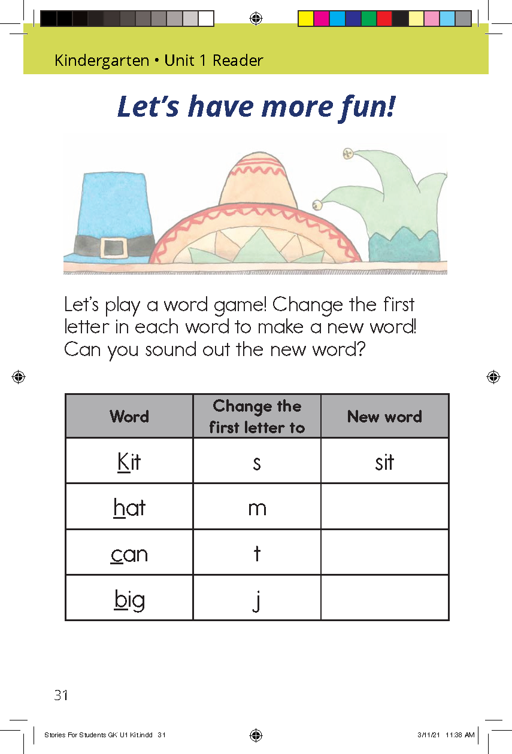 Kindergarten • Unit 1 Reader
Let's have more fun!
Let's play a word game! Change the first
letter in each word to make a new word!
Can you sound out the new word?
Word Change the first letter to New word
Kit s sit
hat m
can t
big j
31
Stories For Students GK U1 Kit.indd 31 3/11/21 11:38 AM